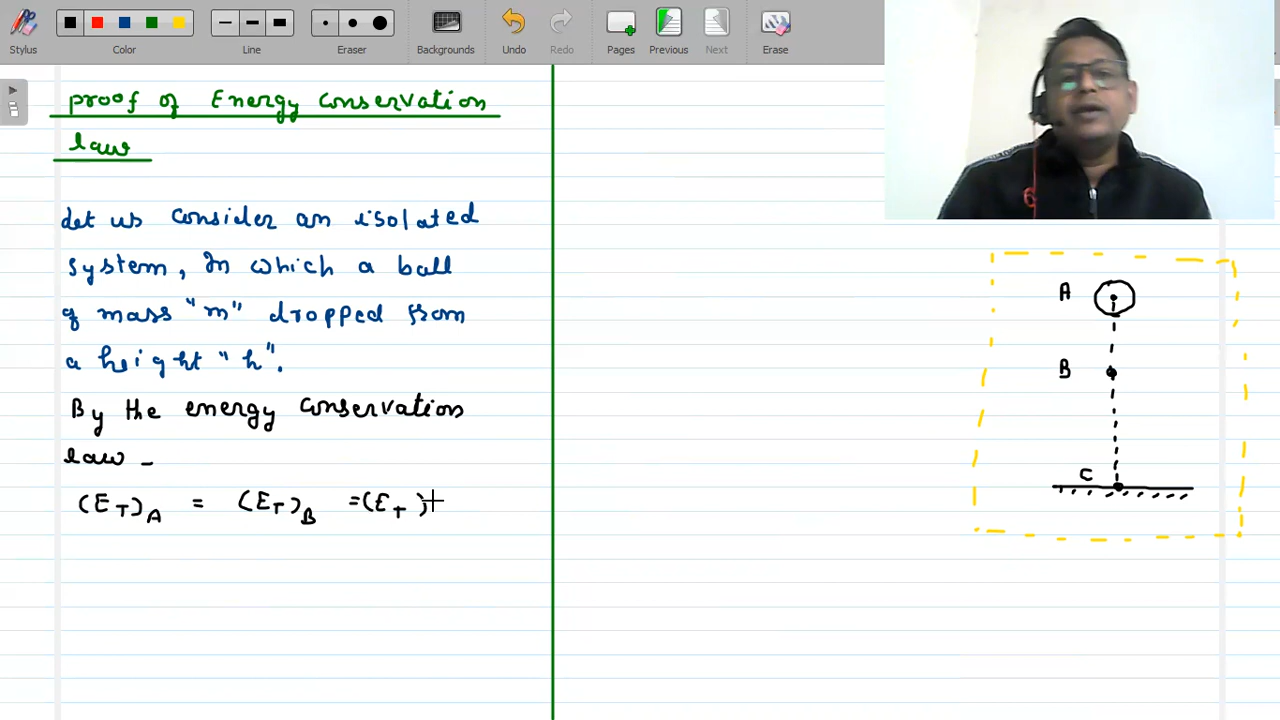 Stylus
Color
Line
Eraser
Backgrounds
Undo
Redo
Pages
Previous
Next
Erase
proof of Energy conservation
law
Let us consider an isolated
system, In which a ball
of mass "m" dropped from
a height "h".
By the energy conservation
law -
(ET)A = (ET)B =(ET)
A
B
C